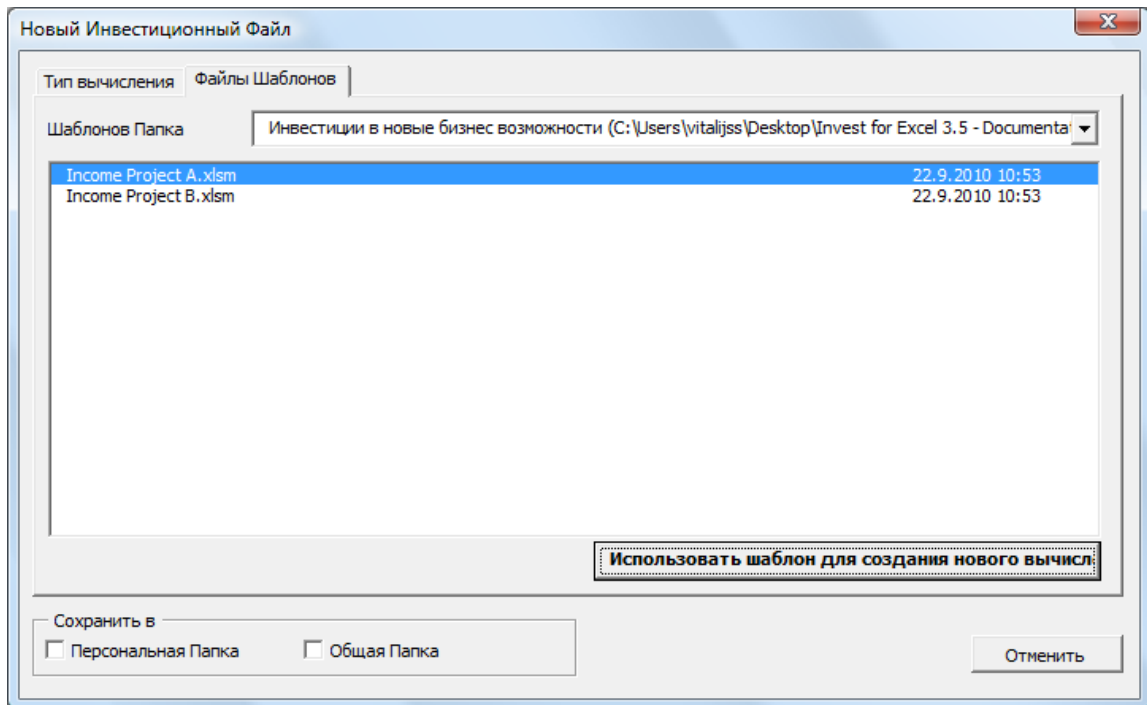 Новый Инвестиционный Файл
Тип вычисления Файлы Шаблонов
Шаблонов Папка Инвестиции в новые бизнес возможности (C:\Users\vitalijss\Desktop\Invest for Excel 3.5 - Documentat
Income Project A.xlsm 22.9.2010 10:53
Income Project B.xlsm 22.9.2010 10:53
Использовать шаблон для создания нового вычисл
Сохранить в
Персональная Папка Общая Папка
Отменить